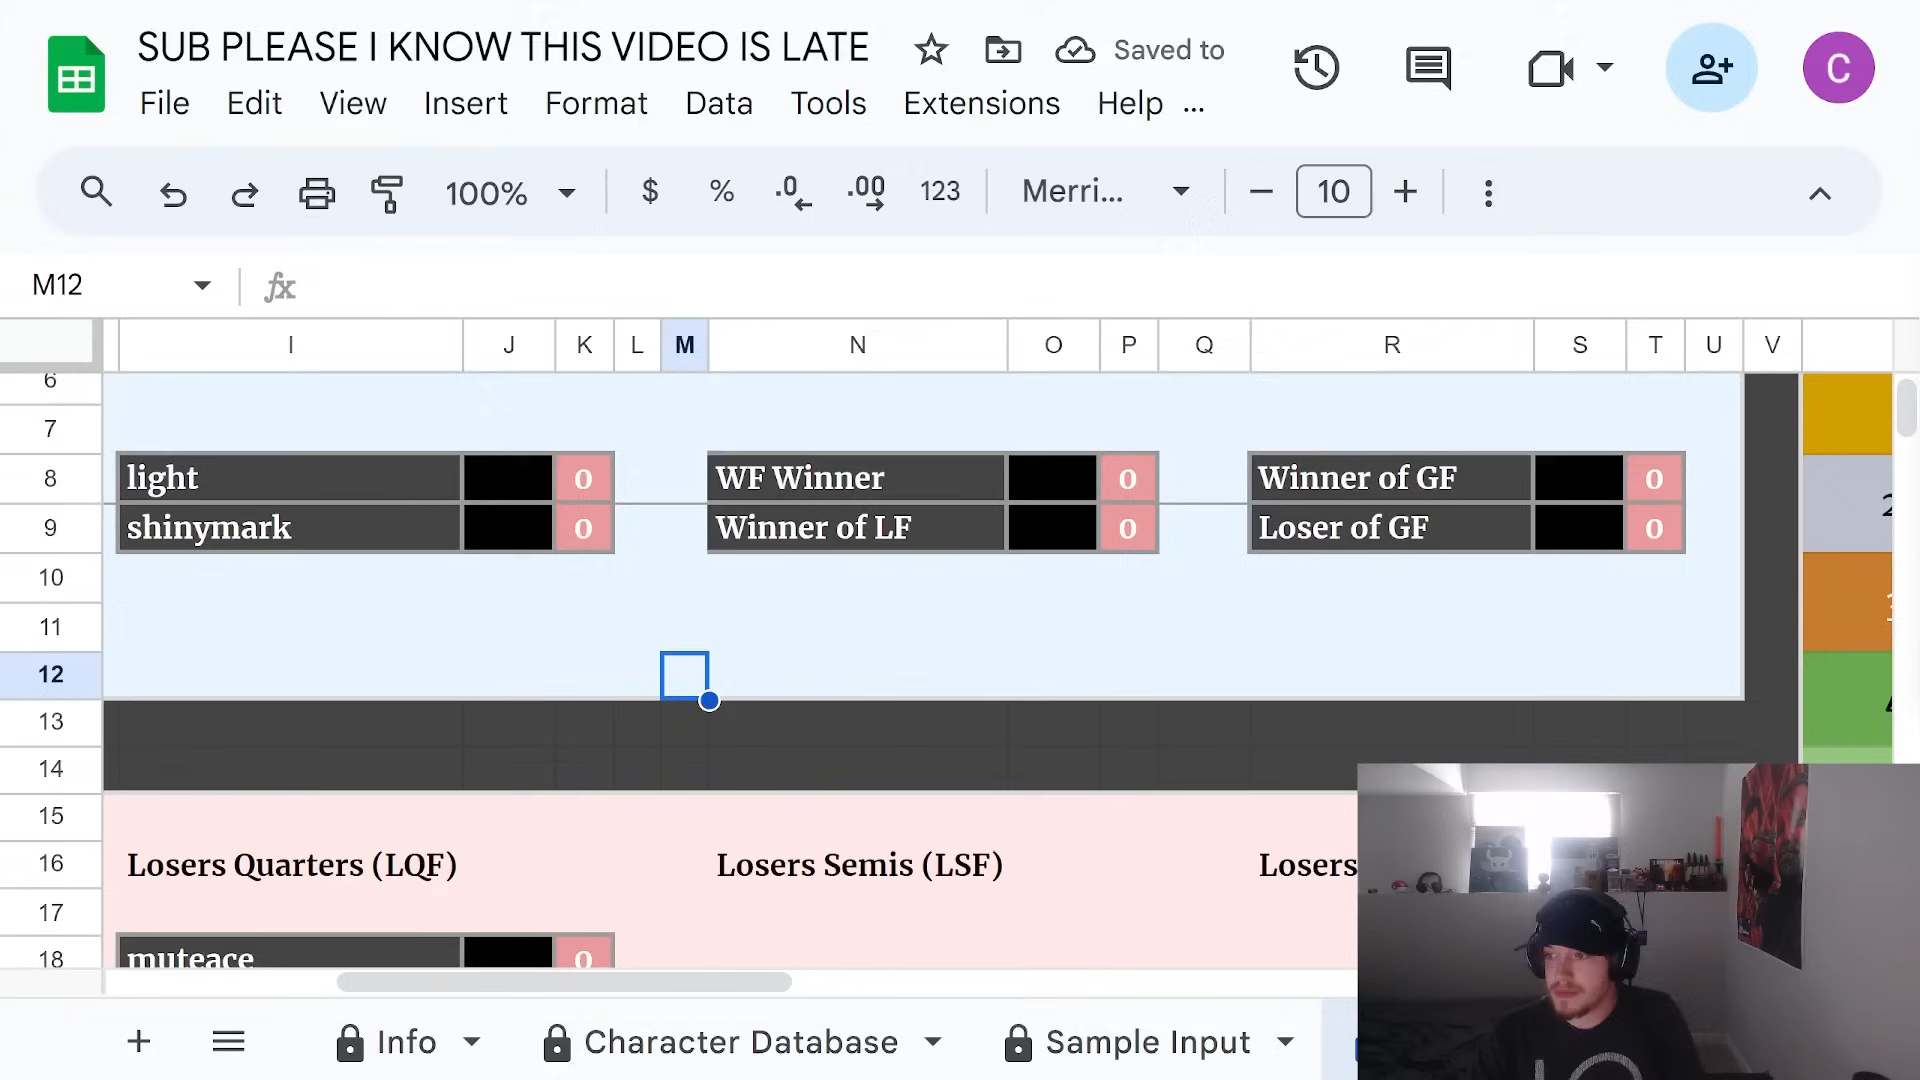 SUB PLEASE I KNOW THIS VIDEO IS LATE Saved to
File Edit View Insert Format Data Tools Extensions Help ...
C
100% $ % .0 .00 123 Merri... 10
M12 fx
I J K L M N O P Q R S T U V
6
7
8 light 0 WF Winner 0 Winner of GF 0
9 shinymark 0 Winner of LF 0 Loser of GF 0
10
11
12
13
14
15
16 Losers Quarters (LQF) Losers Semis (LSF) Losers
17
18 muteace 0
Info Character Database Sample Input